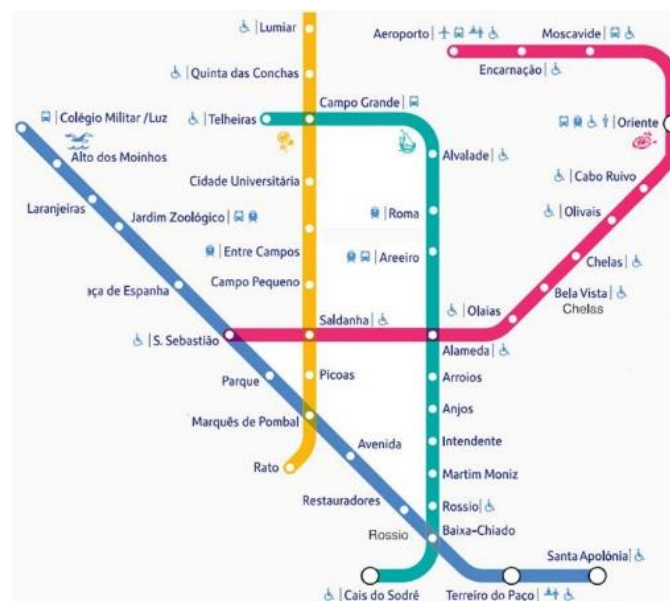 Lumiar
Aeroporto
Moscavide
Quinta das Conchas
Encarnação
Colégio Militar /Luz
Telheiras
Campo Grande
Oriente
Alto dos Moinhos
Alvalade
Cidade Universitária
Cabo Ruivo
Laranjeiras
Jardim Zoológico
Roma
Olivais
Entre Campos
Areeiro
Chelas
Campo Pequeno
aça de Espanha
Bela Vista
Chelas
Saldanha
Olaias
S. Sebastião
Alameda
Parque
Picoas
Arroios
Anjos
Marquês de Pombal
Avenida
Intendente
Rato
Martim Moniz
Restauradores
Rossio
Rossio
Baixa-Chiado
Santa Apolónia
Cais do Sodré
Terreiro do Paço